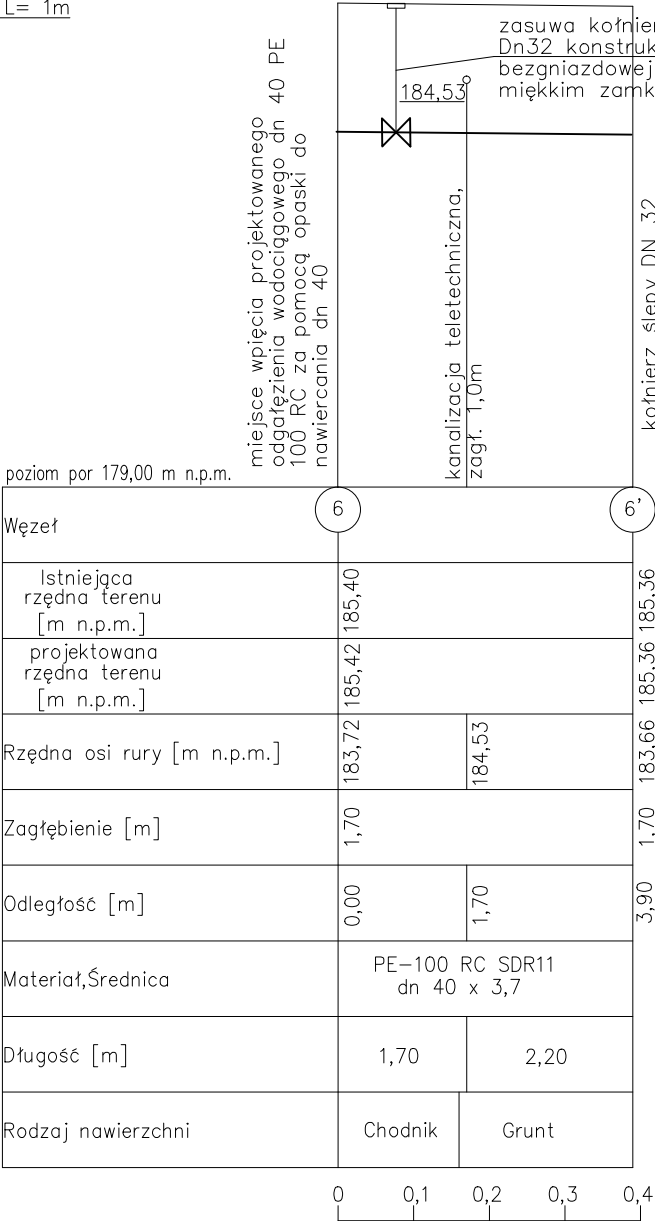 L= 1m
zasuwa kołnier
Dn32 konstruk
bezgniazdowej
miękkim zamk
184,53
miejsce wpięcia projektowanego
odgałęzienia wodociągowego dn 40 PE
100 RC za pomocą opaski do
nawiercania dn 40
kanalizacja teletechniczna,
zagł. 1,0m
kołnierz ślepy DN 32
poziom por 179,00 m n.p.m.
Węzeł
6
6'
Istniejąca
rzędna terenu
[m n.p.m.]
185,40
185.36
projektowana
rzędna terenu
[m n.p.m.]
185,42
185.36
Rzędna osi rury [m n.p.m.]
183,72
184,53
183.66
Zagłębienie [m]
1,70
1,70
Odległość [m]
0,00
1,70
3,90
Materiał,Średnica
PE-100 RC SDR11
dn 40 x 3,7
Długość [m]
1,70
2,20
Rodzaj nawierzchni
Chodnik
Grunt
0 0,1 0,2 0,3 0,4